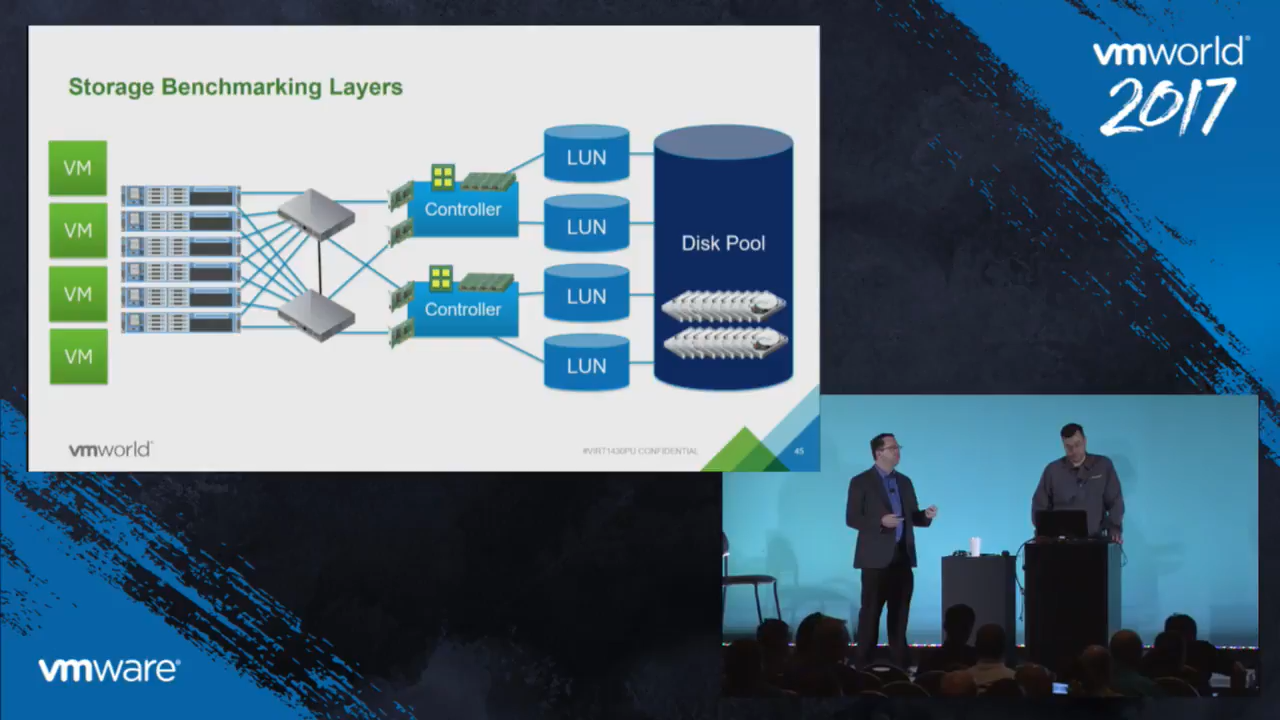 Storage Benchmarking Layers
VM
VM
VM
VM
Controller
Controller
LUN
LUN
LUN
LUN
Disk Pool
vmworld
#VIRT1430PU CONFIDENTIAL
45
vmworld®
2017
vmware®